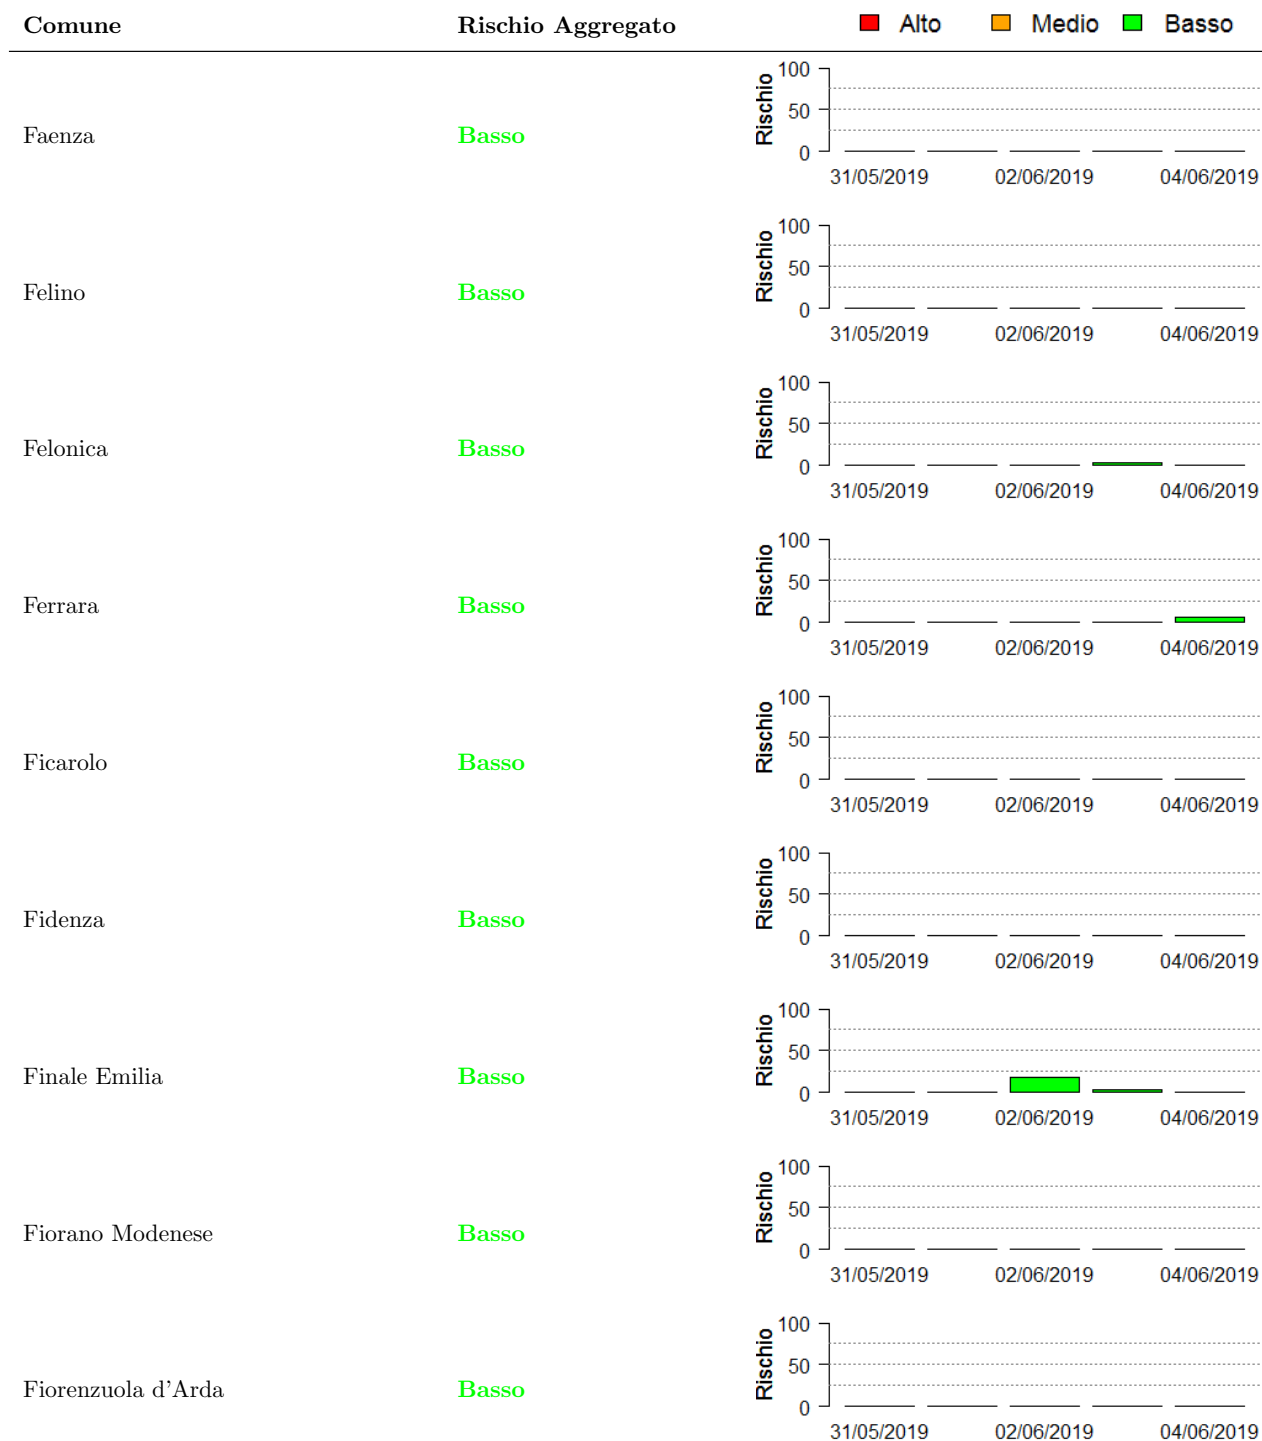 Comune Rischio Aggregato Alto Medio Basso
Faenza Basso
Rischio
100
50
0
31/05/2019 02/06/2019 04/06/2019
Felino Basso
Rischio
100
50
0
31/05/2019 02/06/2019 04/06/2019
Felonica Basso
Rischio
100
50
0
31/05/2019 02/06/2019 04/06/2019
Ferrara Basso
Rischio
100
50
0
31/05/2019 02/06/2019 04/06/2019
Ficarolo Basso
Rischio
100
50
0
31/05/2019 02/06/2019 04/06/2019
Fidenza Basso
Rischio
100
50
0
31/05/2019 02/06/2019 04/06/2019
Finale Emilia Basso
Rischio
100
50
0
31/05/2019 02/06/2019 04/06/2019
Fiorano Modenese Basso
Rischio
100
50
0
31/05/2019 02/06/2019 04/06/2019
Fiorenzuola d'Arda Basso
Rischio
100
50
0
31/05/2019 02/06/2019 04/06/2019